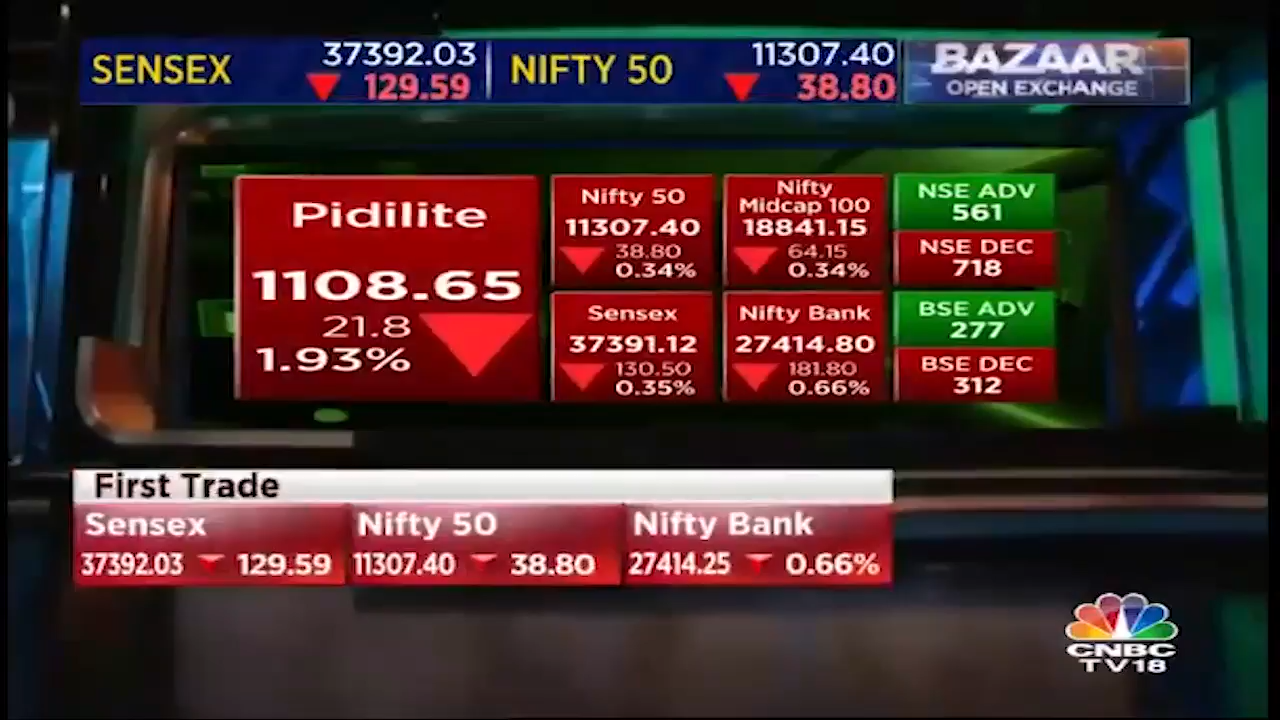 SENSEX 37392.03 129.59
NIFTY 50 11307.40 38.80
BAZAAR
OPEN EXCHANGE
Pidilite
1108.65
21.8
1.93%
Nifty 50
11307.40
38.80
0.34%
Nifty
Midcap 100
18841.15
64.15
0.34%
NSE ADV
561
NSE DEC
718
Sensex
37391.12
130.50
0.35%
Nifty Bank
27414.80
181.80
0.66%
BSE ADV
277
BSE DEC
312
First Trade
Sensex
37392.03 129.59
Nifty 50
11307.40 38.80
Nifty Bank
27414.25 0.66%
CNBC
TV18